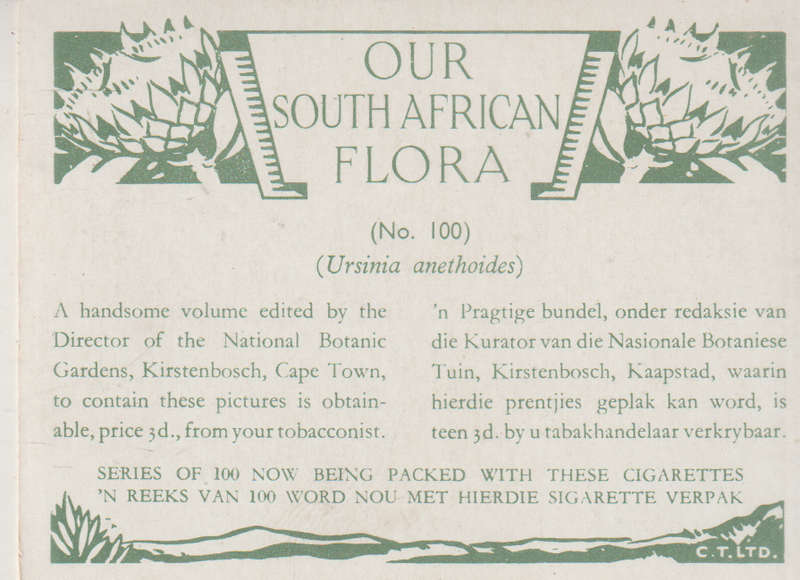 OUR
SOUTH AFRICAN
FLORA
(No. 100)
(Ursinia anethoides)
A handsome volume edited by the
Director of the National Botanic
Gardens, Kirstenbosch, Cape Town,
to contain these pictures is obtain-
able, price 3d., from your tobacconist.
'n Pragtige bundel, onder redaksie van
die Kurator van die Nasionale Botaniese
Tuin, Kirstenbosch, Kaapstad, waarin
hierdie prentjies geplak kan word, is
teen 3d. by u tabakhandelaar verkrybaar.
SERIES OF 100 NOW BEING PACKED WITH THESE CIGARETTES
'N REEKS VAN 100 WORD NOU MET HIERDIE SIGARETTE VERPAK
C.T. LTD.